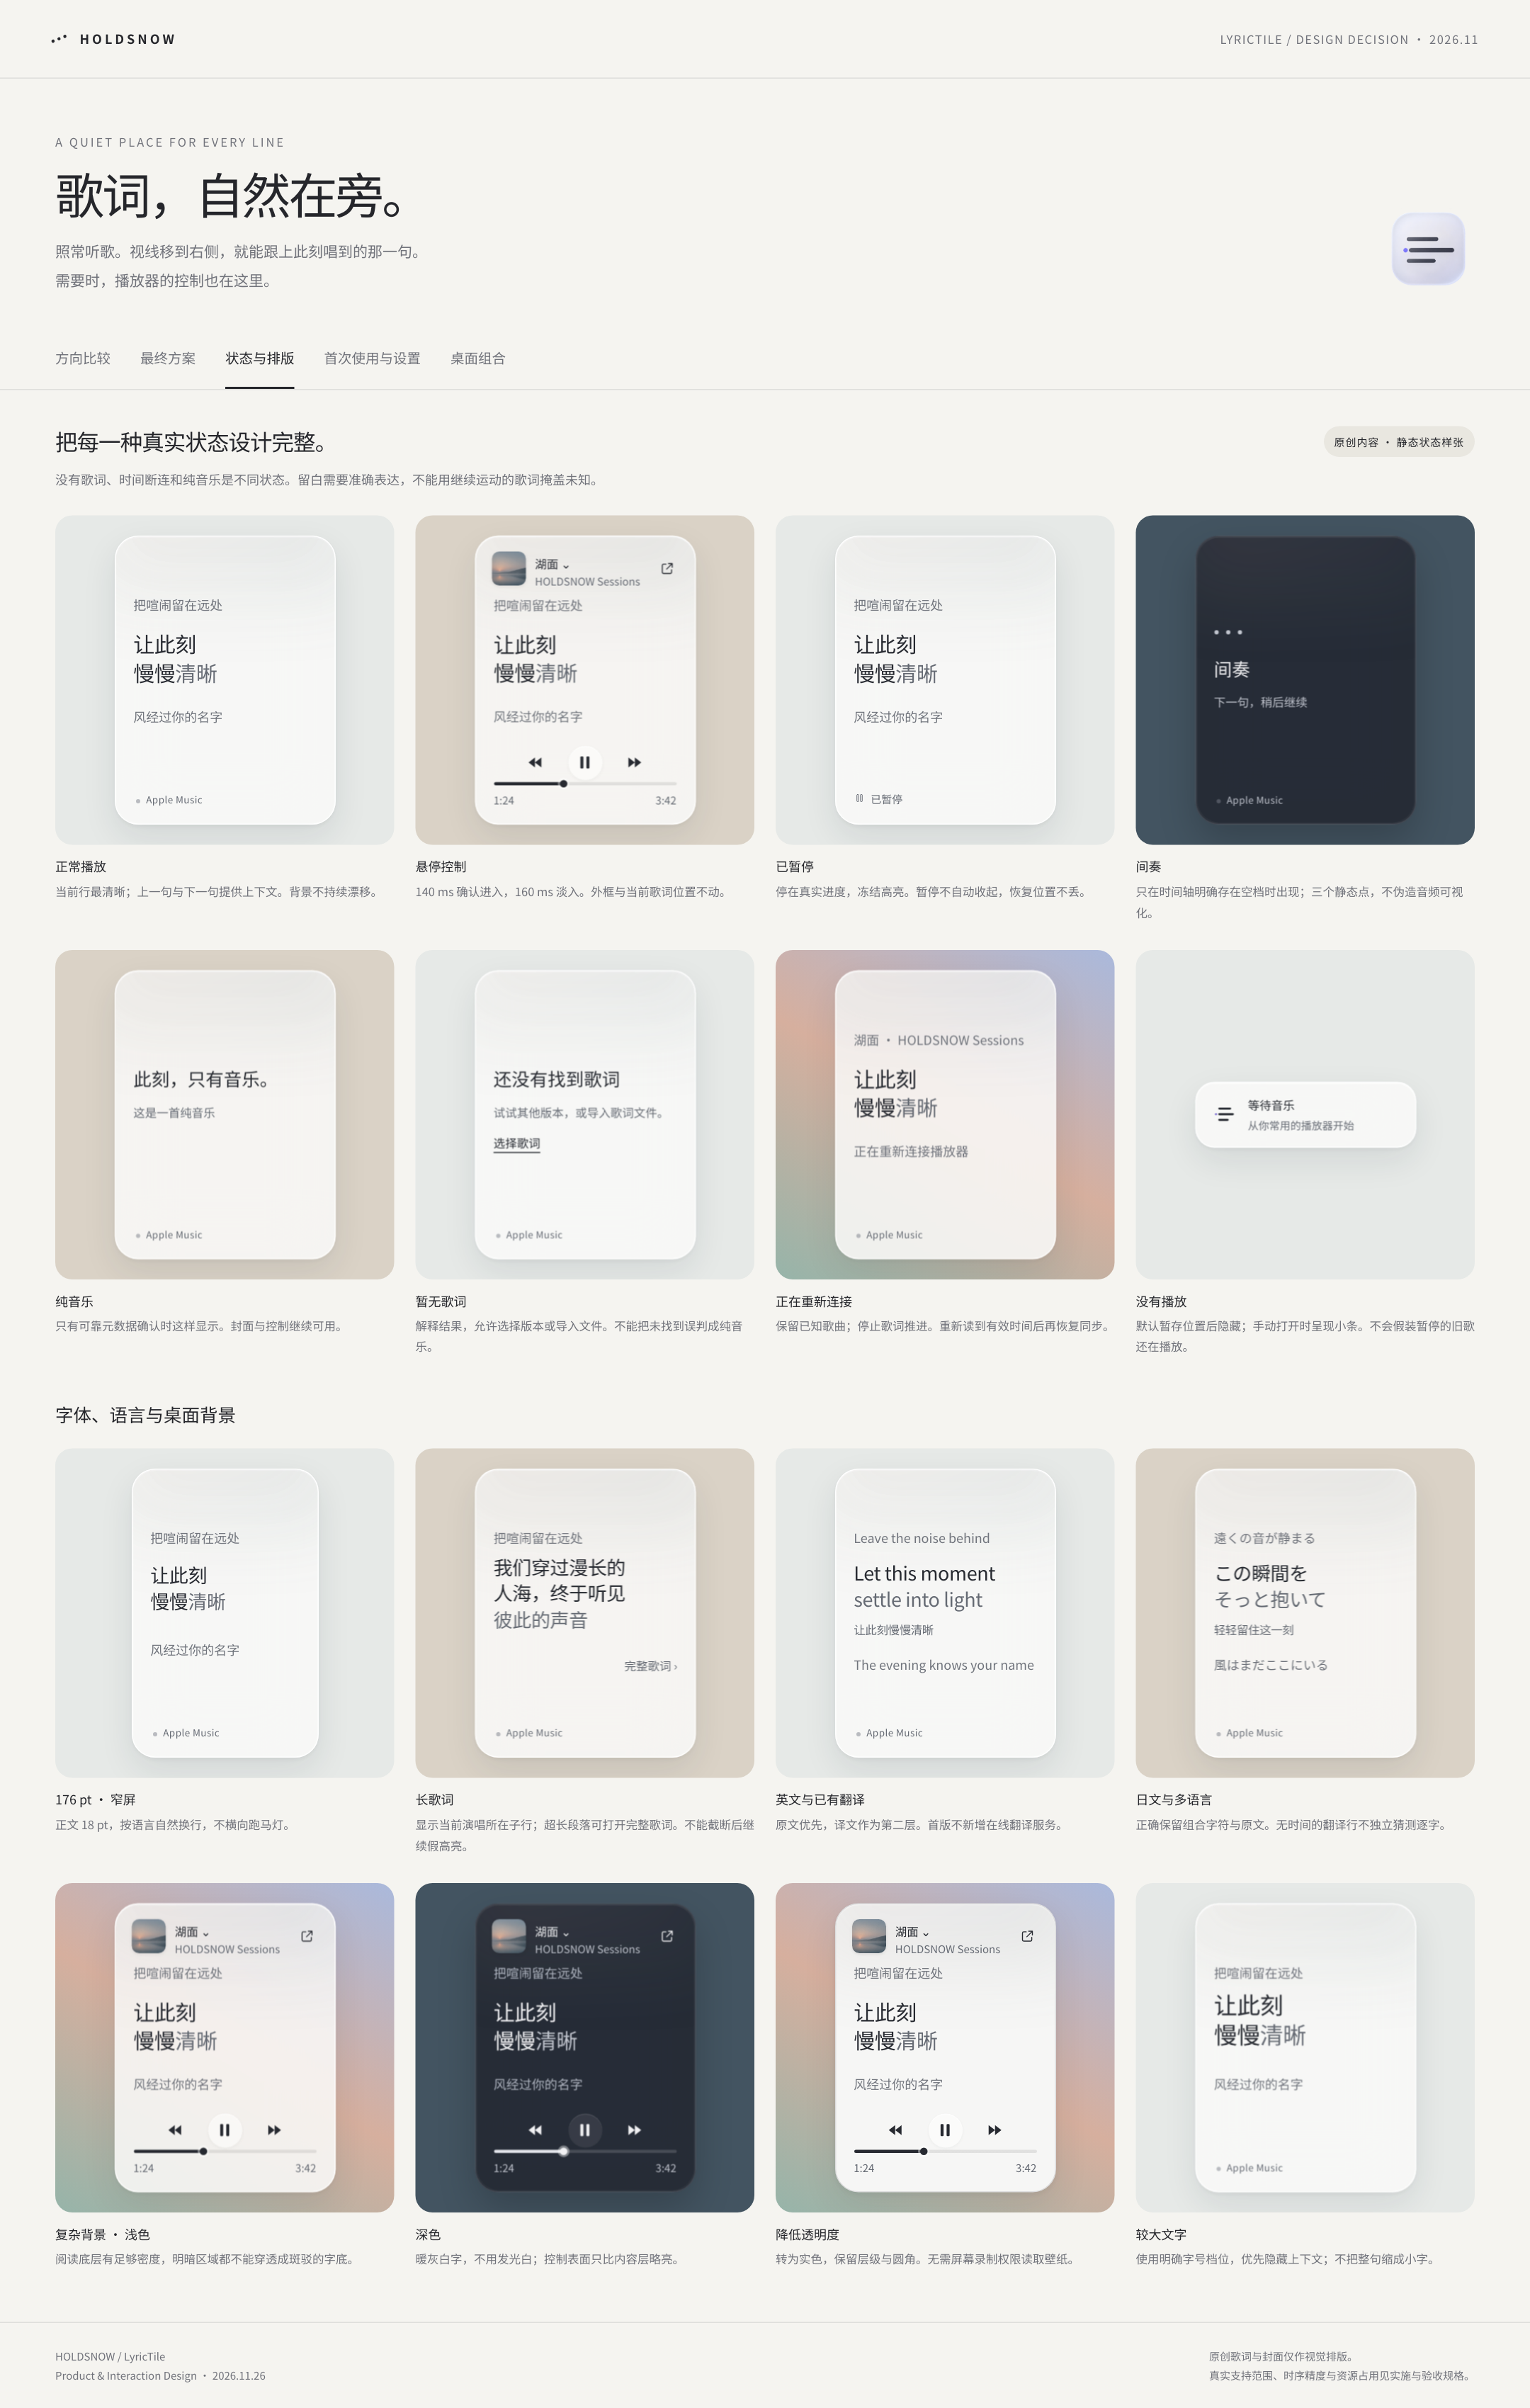 HOLDSNOW
LYRICTILE / DESIGN DECISION · 2026.11
A QUIET PLACE FOR EVERY LINE
歌词，自然在旁。
照常听歌。视线移到右侧，就能跟上此刻唱到的那一句。
需要时，播放器的控制也在这里。
方向比较
最终方案
状态与排版
首次使用与设置
桌面组合
把每一种真实状态设计完整。
原创内容 · 静态状态样张
没有歌词、时间断连和纯音乐是不同状态。留白需要准确表达，不能用继续运动的歌词掩盖未知。
把喧闹留在远处
让此刻
慢慢清晰
风经过你的名字
Apple Music
正常播放
当前行最清晰；上一句与下一句提供上下文。背景不持续漂移。
湖面
HOLDSNOW Sessions
把喧闹留在远处
让此刻
慢慢清晰
风经过你的名字
1:24
3:42
悬停控制
140 ms 确认进入，160 ms 淡入。外框与当前歌词位置不动。
把喧闹留在远处
让此刻
慢慢清晰
风经过你的名字
已暂停
已暂停
停在真实进度，冻结高亮。暂停不自动收起，恢复位置不丢。
间奏
下一句，稍后继续
Apple Music
间奏
只在时间轴明确存在空档时出现；三个静态点，不伪造音频可视
化。
此刻，只有音乐。
这是一首纯音乐
Apple Music
纯音乐
只有可靠元数据确认时这样显示。封面与控制继续可用。
还没有找到歌词
试试其他版本，或导入歌词文件。
选择歌词
Apple Music
暂无歌词
解释结果，允许选择版本或导入文件。不能把未找到误判成纯音
乐。
湖面 · HOLDSNOW Sessions
让此刻
慢慢清晰
正在重新连接播放器
Apple Music
正在重新连接
保留已知歌曲；停止歌词推进。重新读到有效时间后再恢复同步。
等待音乐
从你常用的播放器开始
没有播放
默认暂存位置后隐藏；手动打开时呈现小条。不会假装暂停的旧歌
还在播放。
字体、语言与桌面背景
把喧闹留在远处
让此刻
慢慢清晰
风经过你的名字
Apple Music
176 pt · 窄屏
正文 18 pt，按语言自然换行，不横向跑马灯。
把喧闹留在远处
我们穿过漫长的
人海，终于听见
彼此的声音
完整歌词 ›
Apple Music
长歌词
显示当前演唱所在子行；超长段落可打开完整歌词。不能截断后继
续假高亮。
Leave the noise behind
Let this moment
settle into light
让此刻慢慢清晰
The evening knows your name
Apple Music
英文与已有翻译
原文优先，译文作为第二层。首版不新增在线翻译服务。
遠くの音が静まる
この瞬間を
そっと抱いて
轻轻留住这一刻
風はまだここにいる
Apple Music
日文与多语言
正确保留组合字符与原文。无时间的翻译行不独立猜测逐字。
湖面
HOLDSNOW Sessions
把喧闹留在远处
让此刻
慢慢清晰
风经过你的名字
1:24
3:42
复杂背景 · 浅色
阅读底层有足够密度，明暗区域都不能穿透成斑驳的字底。
湖面
HOLDSNOW Sessions
把喧闹留在远处
让此刻
慢慢清晰
风经过你的名字
1:24
3:42
深色
暖灰白字，不用发光白；控制表面只比内容层略亮。
湖面
HOLDSNOW Sessions
把喧闹留在远处
让此刻
慢慢清晰
风经过你的名字
1:24
3:42
降低透明度
转为实色，保留层级与圆角。无需屏幕录制权限读取壁纸。
把喧闹留在远处
让此刻
慢慢清晰
风经过你的名字
Apple Music
较大文字
使用明确字号档位，优先隐藏上下文；不把整句缩成小字。
HOLDSNOW / LyricTile
Product & Interaction Design · 2026.11.26
原创歌词与封面仅作视觉排版。
真实支持范围、时序精度与资源占用见实施与验收规格。